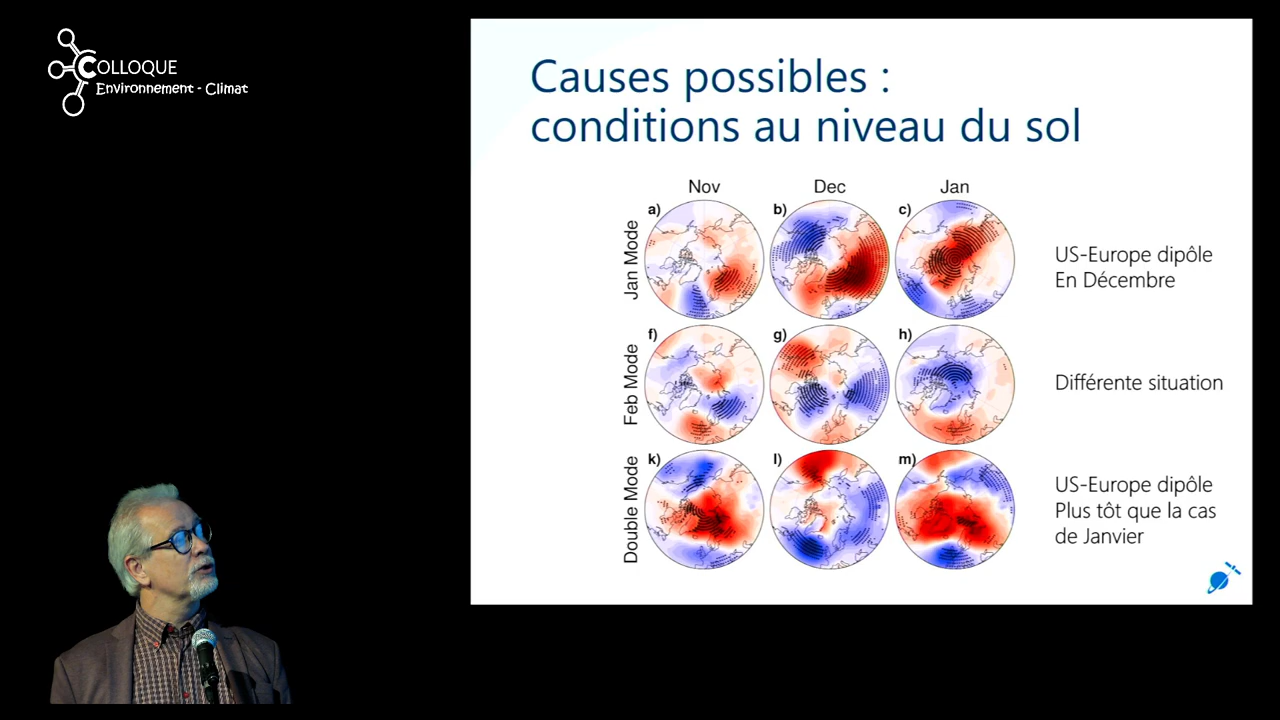 COLLOQUE
Environnement - Climat
Causes possibles :
conditions au niveau du sol
Nov Dec Jan
a) b) c)
Jan Mode
US-Europe dipôle
En Décembre
f) g) h)
Feb Mode
Différente situation
k) l) m)
Double Mode
US-Europe dipôle
Plus tôt que la cas
de Janvier